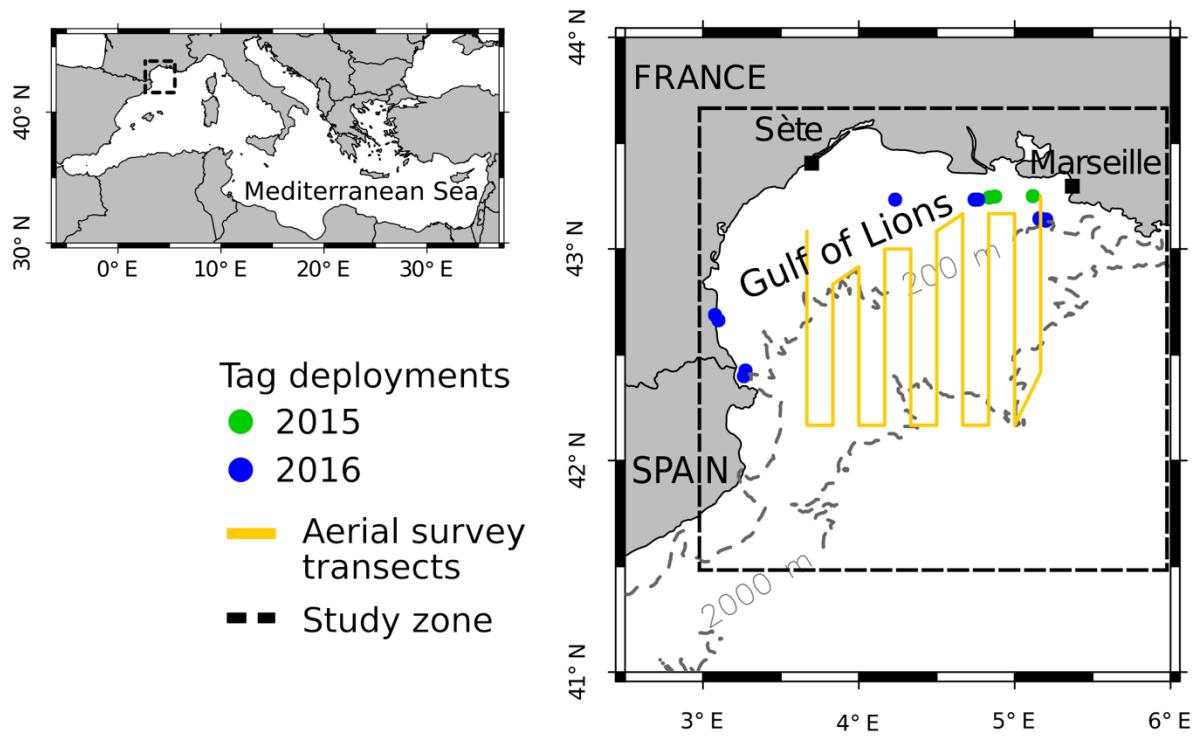 40° N
30° N
Mediterranean Sea
0° E
10° E
20° E
30° E
Tag deployments
2015
2016
Aerial survey
transects
Study zone
44° N
43° N
42° N
41° N
FRANCE
Sète
Marseille
Gulf of Lions
200 m
SPAIN
2000 m
3° E
4° E
5° E
6° E